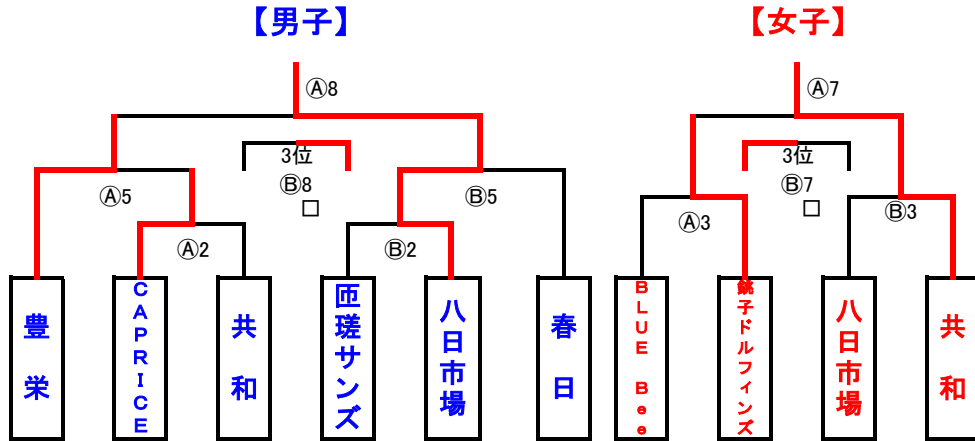 【男子】
【女子】
Ⓐ8
Ⓐ7
3位
3位
Ⓐ5
Ⓑ8
Ⓑ5
Ⓑ7
□
□
Ⓐ3
Ⓑ3
Ⓐ2
Ⓑ2
豊栄
CAPRICE
共和
匝瑳サンズ
八日市場
春日
BLUE Bee
銚子ドルフィンズ
八日市場
共和